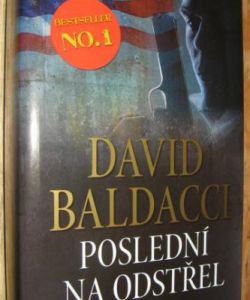 BESTSELLER
NO.1
DAVID
BALDACCI
POSLEDNÍ
NA ODSTŘEL